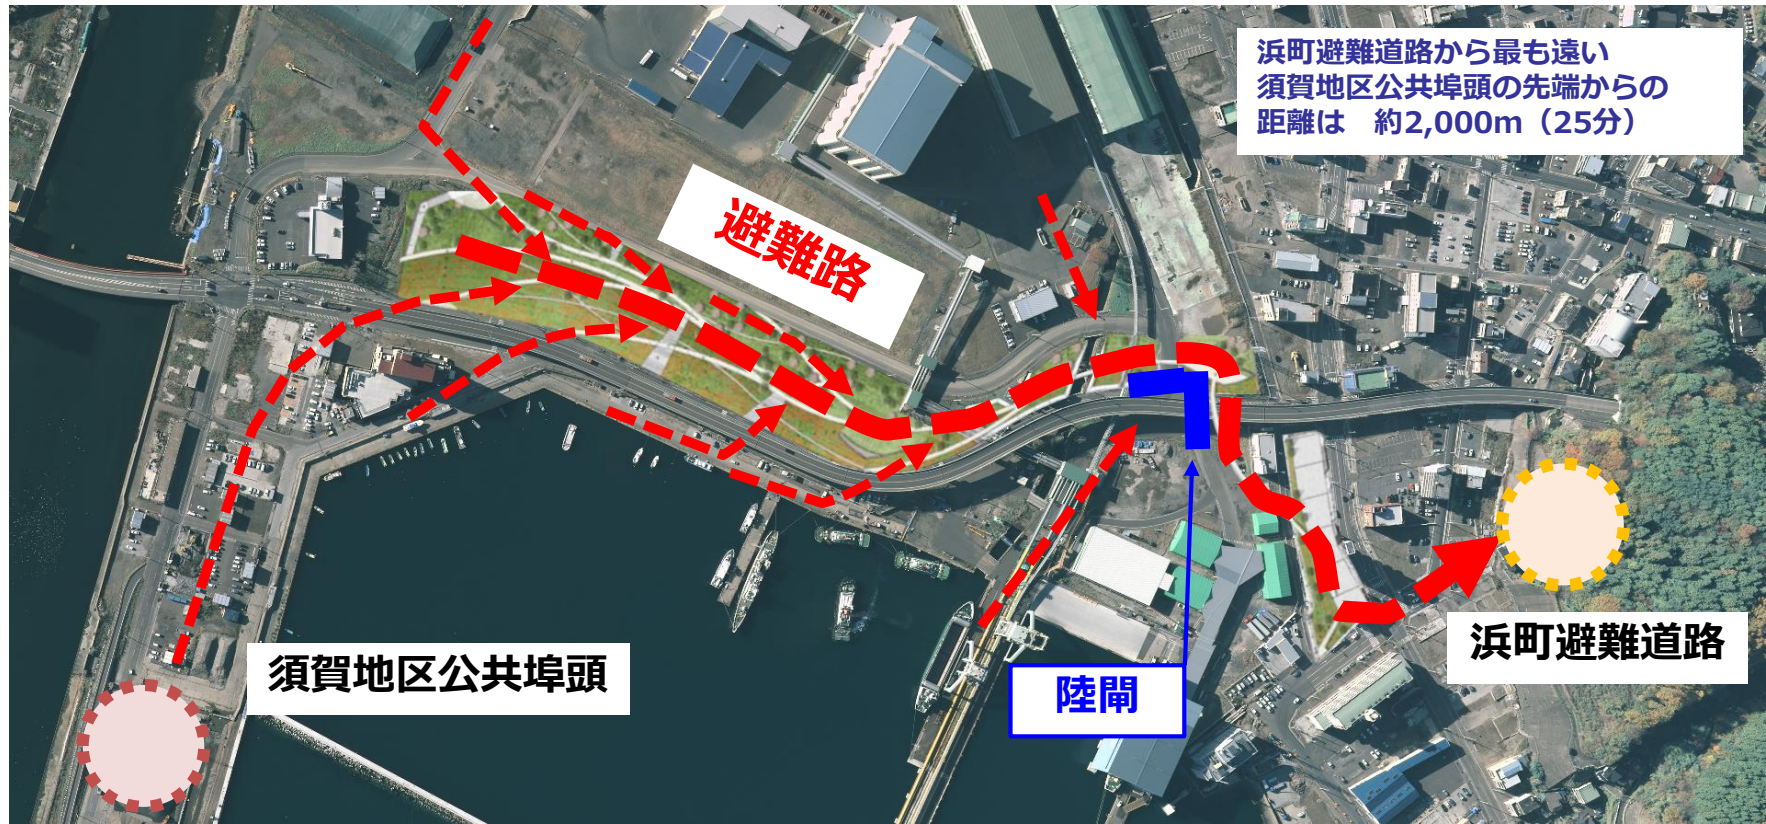 浜町避難道路から最も遠い
須賀地区公共埠頭の先端からの
距離は　約2,000m（25分）
避難路
須賀地区公共埠頭
陸閘
浜町避難道路